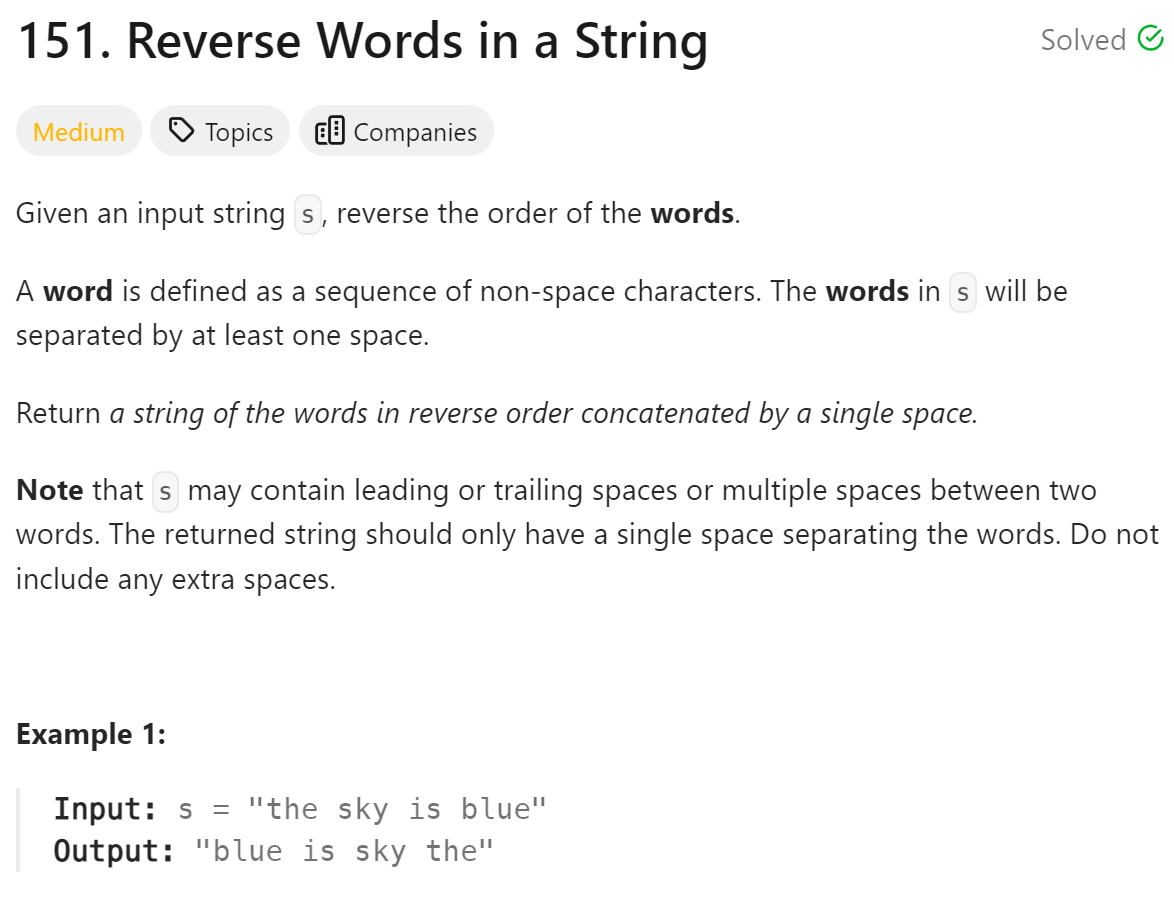 151. Reverse Words in a String
Solved
Medium
Topics
Companies
Given an input string s, reverse the order of the words.
A word is defined as a sequence of non-space characters. The words in s will be
separated by at least one space.
Return a string of the words in reverse order concatenated by a single space.
Note that s may contain leading or trailing spaces or multiple spaces between two
words. The returned string should only have a single space separating the words. Do not
include any extra spaces.
Example 1:
Input: s = "the sky is blue"
Output: "blue is sky the"